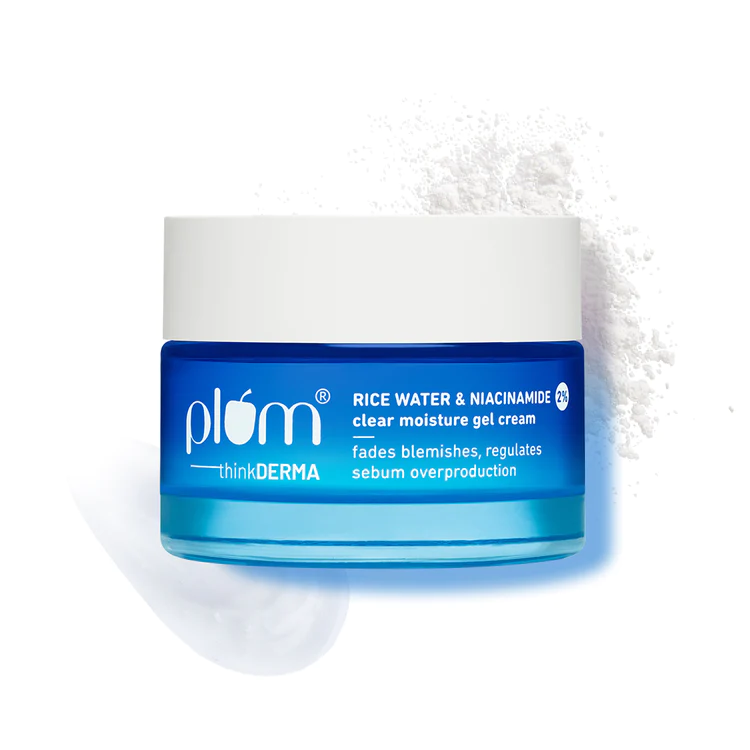 plum®
thinkDERMA
RICE WATER & NIACINAMIDE 2%
clear moisture gel cream
fades blemishes, regulates
sebum overproduction